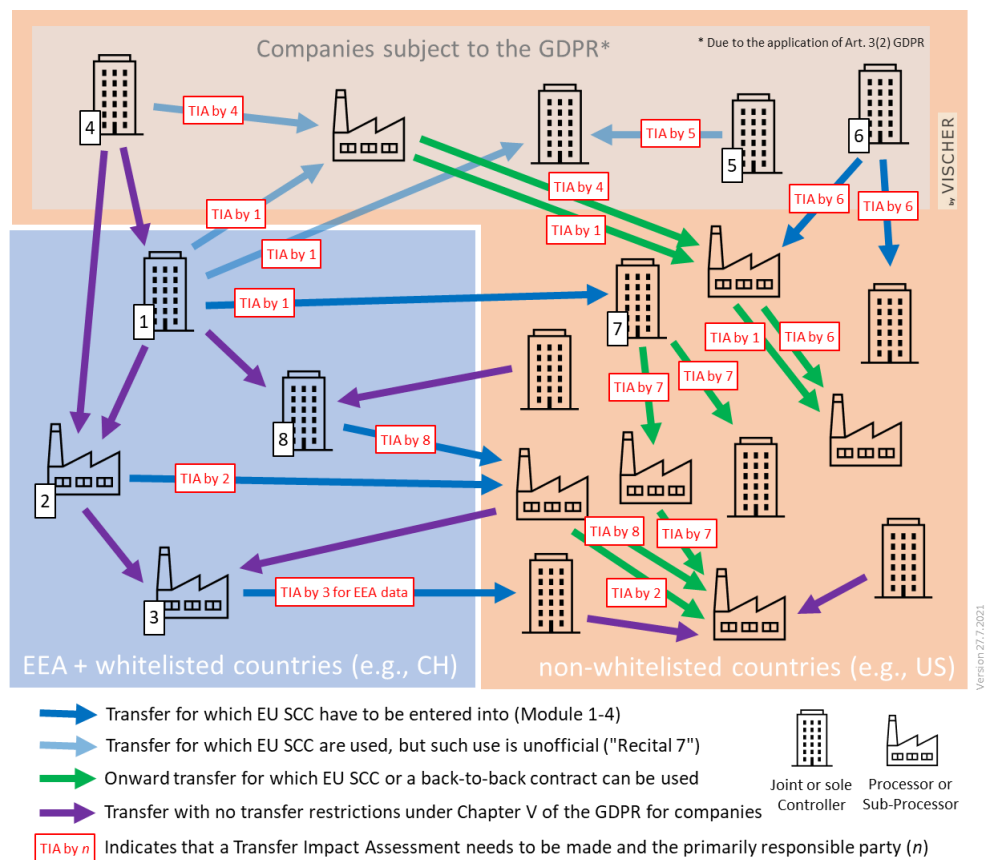 Companies subject to the GDPR*
* Due to the application of Art. 3(2) GDPR
by VISCHER
4
TIA by 4
TIA by 5
5
6
TIA by 1
TIA by 4
TIA by 6
TIA by 6
TIA by 1
TIA by 1
1
TIA by 1
7
TIA by 1
TIA by 6
TIA by 7
TIA by 7
8
TIA by 8
2
TIA by 2
TIA by 8
TIA by 7
3
TIA by 3 for EEA data
TIA by 2
EEA + whitelisted countries (e.g., CH)
non-whitelisted countries (e.g., US)
Version 27.7.2021
Transfer for which EU SCC have to be entered into (Module 1-4)
Transfer for which EU SCC are used, but such use is unofficial ("Recital 7")
Onward transfer for which EU SCC or a back-to-back contract can be used
Transfer with no transfer restrictions under Chapter V of the GDPR for companies
TIA by n Indicates that a Transfer Impact Assessment needs to be made and the primarily responsible party (n)
Joint or sole
Controller
Processor or
Sub-Processor